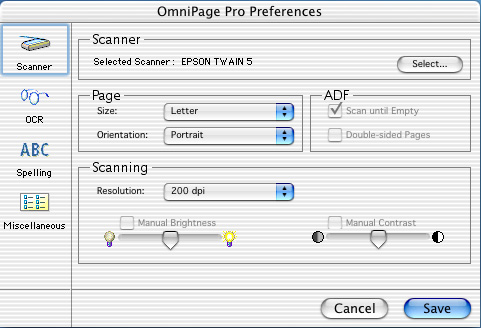 OmniPage Pro Preferences
Scanner
OCR
ABC
Spelling
Miscellaneous
Scanner
Selected Scanner : EPSON TWAIN 5
Select...
Page
Size: Letter
Orientation: Portrait
ADF
Scan until Empty
Double-sided Pages
Scanning
Resolution: 200 dpi
Manual Brightness
Manual Contrast
Cancel
Save